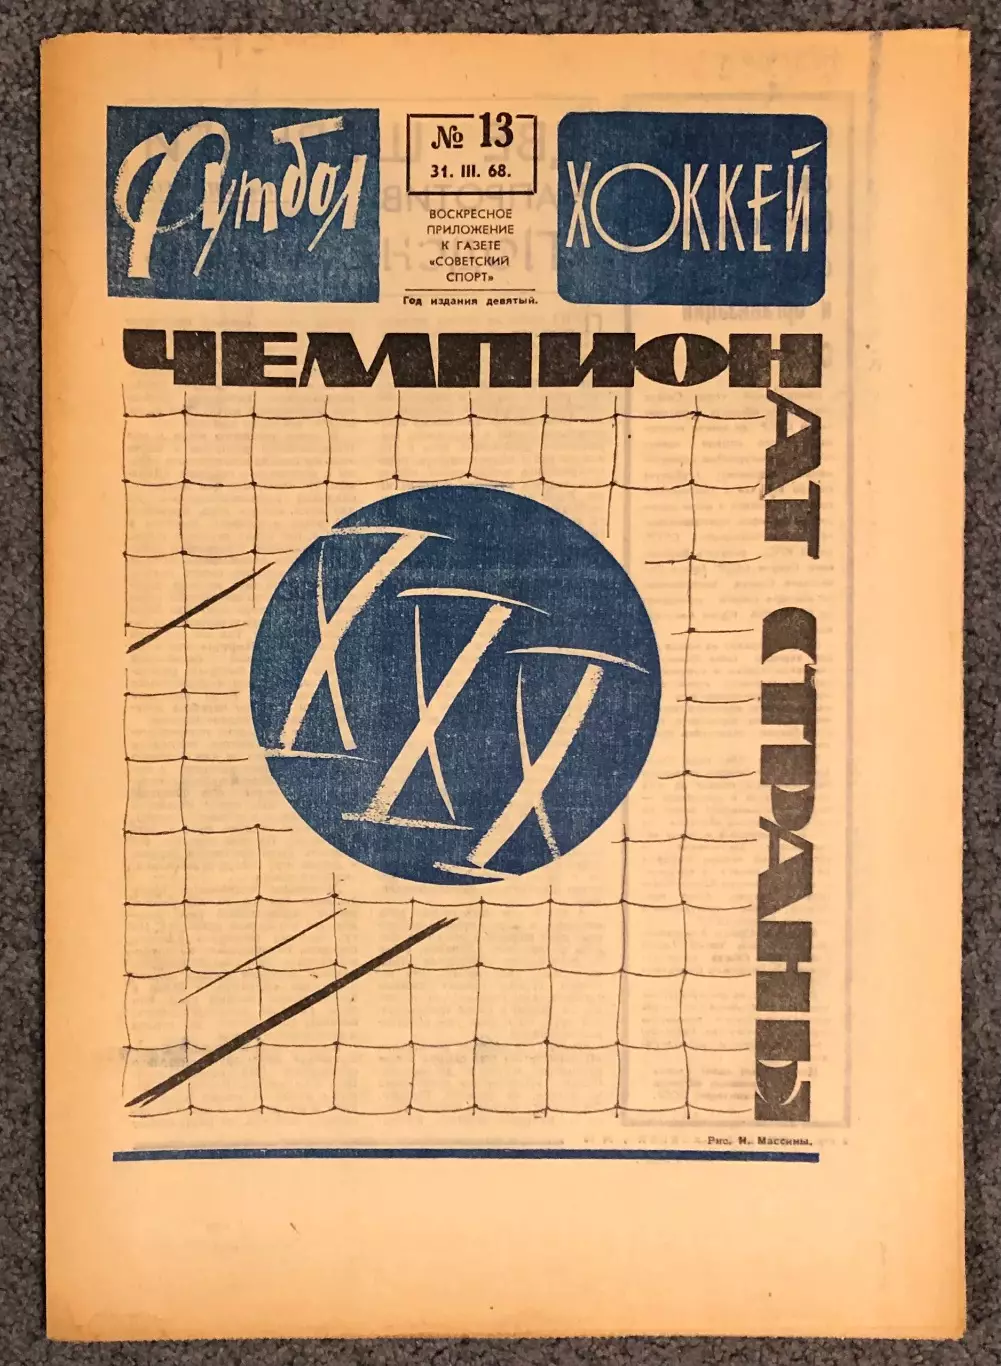 Футбол
№ 13
31. III. 68.
ВОСКРЕСНОЕ
ПРИЛОЖЕНИЕ
К ГАЗЕТЕ
«СОВЕТСКИЙ
СПОРТ»
Год издания девятый.
ХОККЕЙ
ЧЕМПИОНАТ
СТРАНЫ
XXX
Рис. И. Массины.